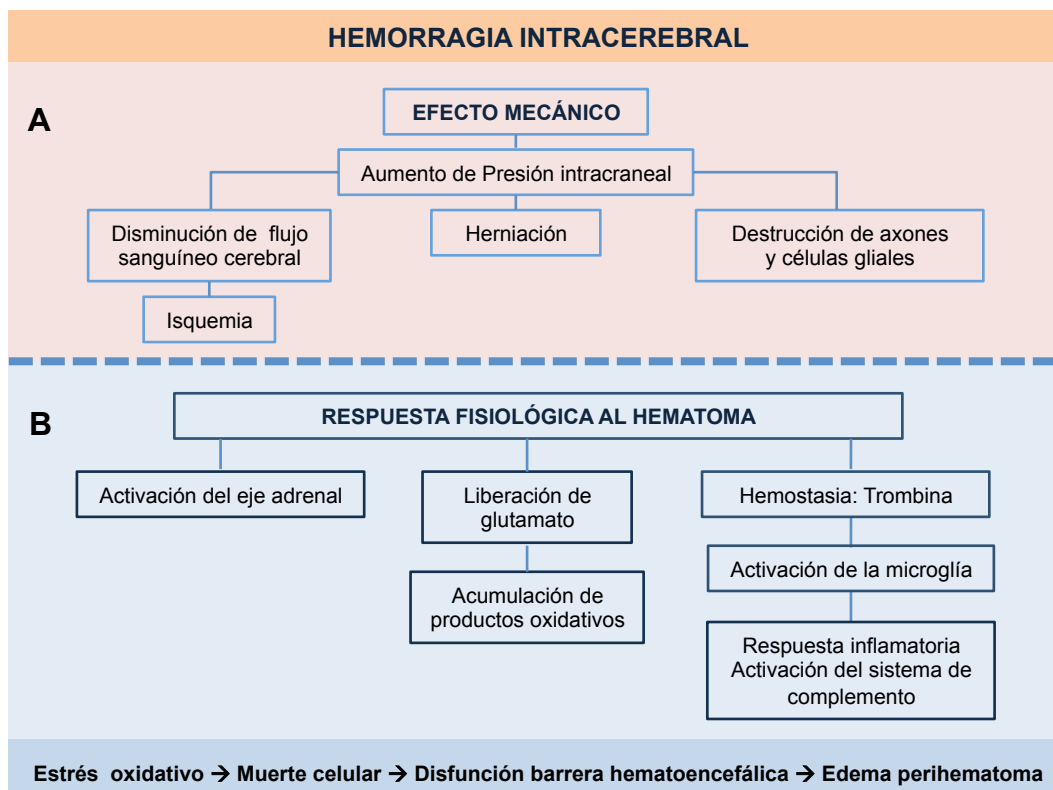 HEMORRAGIA INTRACEREBRAL
A
EFECTO MECÁNICO
Aumento de Presión intracraneal
Disminución de flujo
sanguíneo cerebral
Herniación
Destrucción de axones
y células gliales
Isquemia
B
RESPUESTA FISIOLÓGICA AL HEMATOMA
Activación del eje adrenal
Liberación de
glutamato
Hemostasia: Trombina
Acumulación de
productos oxidativos
Activación de la microglía
Respuesta inflamatoria
Activación del sistema de
complemento
Estrés oxidativo → Muerte celular → Disfunción barrera hematoencefálica → Edema perihematoma